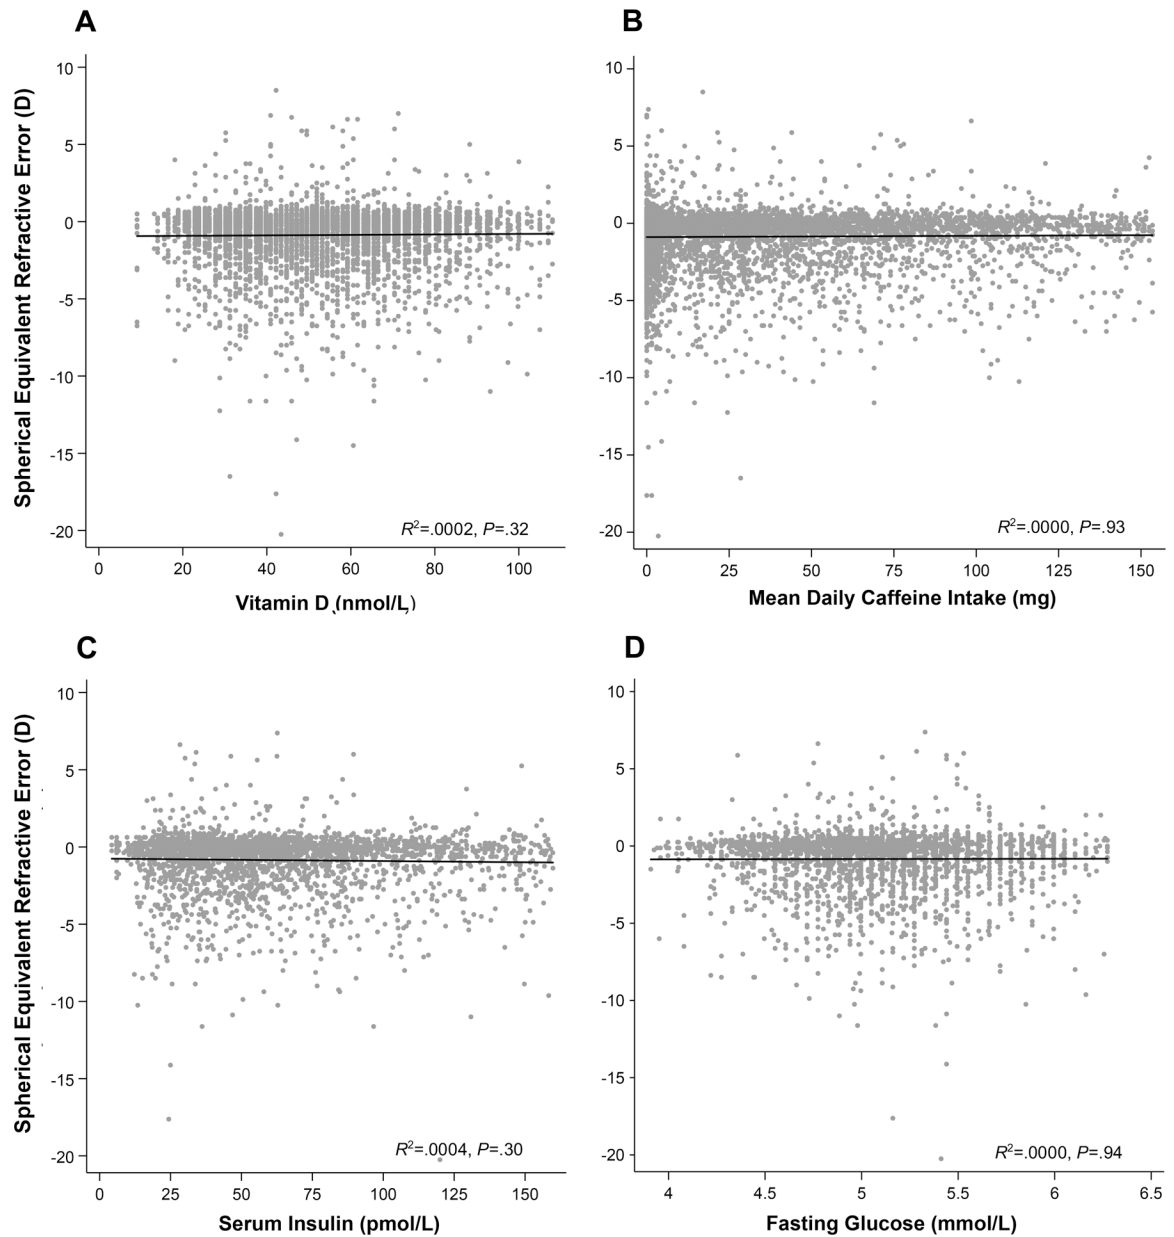 A
Spherical Equivalent Refractive Error (D)
10
5
0
-5
-10
-15
-20
R²=.0002, P=.32
0 20 40 60 80 100
Vitamin D (nmol/L)
B
10
5
0
-5
-10
-15
-20
R²=.0000, P=.93
0 25 50 75 100 125 150
Mean Daily Caffeine Intake (mg)
C
Spherical Equivalent Refractive Error (D)
10
5
0
-5
-10
-15
-20
R²=.0004, P=.30
0 25 50 75 100 125 150
Serum Insulin (pmol/L)
D
10
5
0
-5
-10
-15
-20
R²=.0000, P=.94
4 4.5 5 5.5 6 6.5
Fasting Glucose (mmol/L)